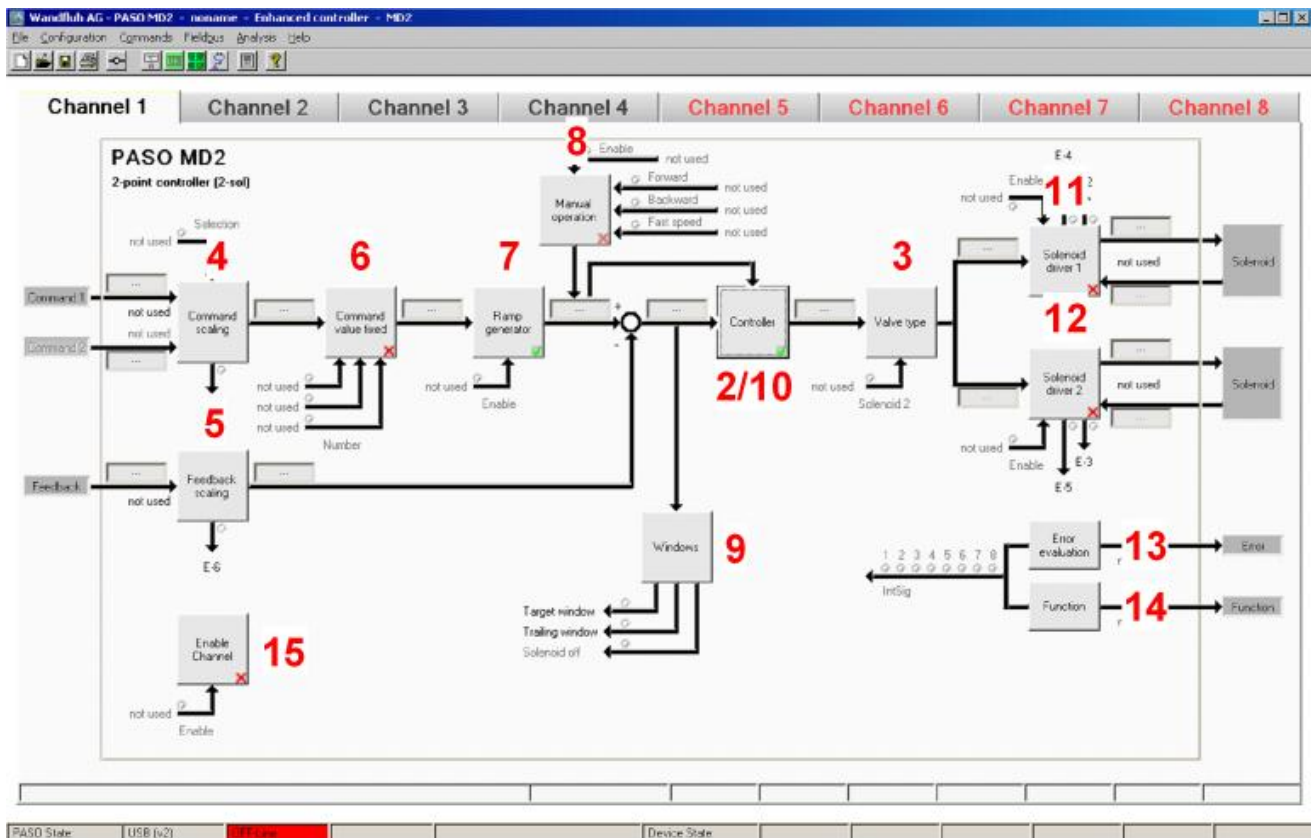 Wandfluh AG - PASO MD2 - noname - Enhanced controller - MD2
File Configuration Commands Fieldbus Analysis Help
Channel 1 Channel 2 Channel 3 Channel 4 Channel 5 Channel 6 Channel 7 Channel 8
PASO MD2
2-point controller (2-sol)
8
Enable
not used
Forward
not used
Backward
not used
Fast speed
not used
Manual
operation
E-4
Enable
11
not used
Selection
not used
4
6
7
3
Command 1
not used
not used
Command 2
...
...
Command
scaling
...
Command
value fixed
...
Ramp
generator
...
+
-
...
Controller
...
Valve type
...
Solenoid
driver 1
...
not used
...
Solenoid
12
5
not used
not used
not used
Number
not used
Enable
2/10
not used
Solenoid 2
...
Solenoid
driver 2
...
not used
...
Solenoid
not used
Enable
E-3
E-5
Feedback
...
not used
Feedback
scaling
...
E-6
Windows
9
Target window
Trailing window
Solenoid off
1 2 3 4 5 6 7 8
IntSig
Error
evaluation
13
Error
Function
14
Function
Enable
Channel
15
not used
Enable
PASO State: USB (v2) OFF-Line Device State